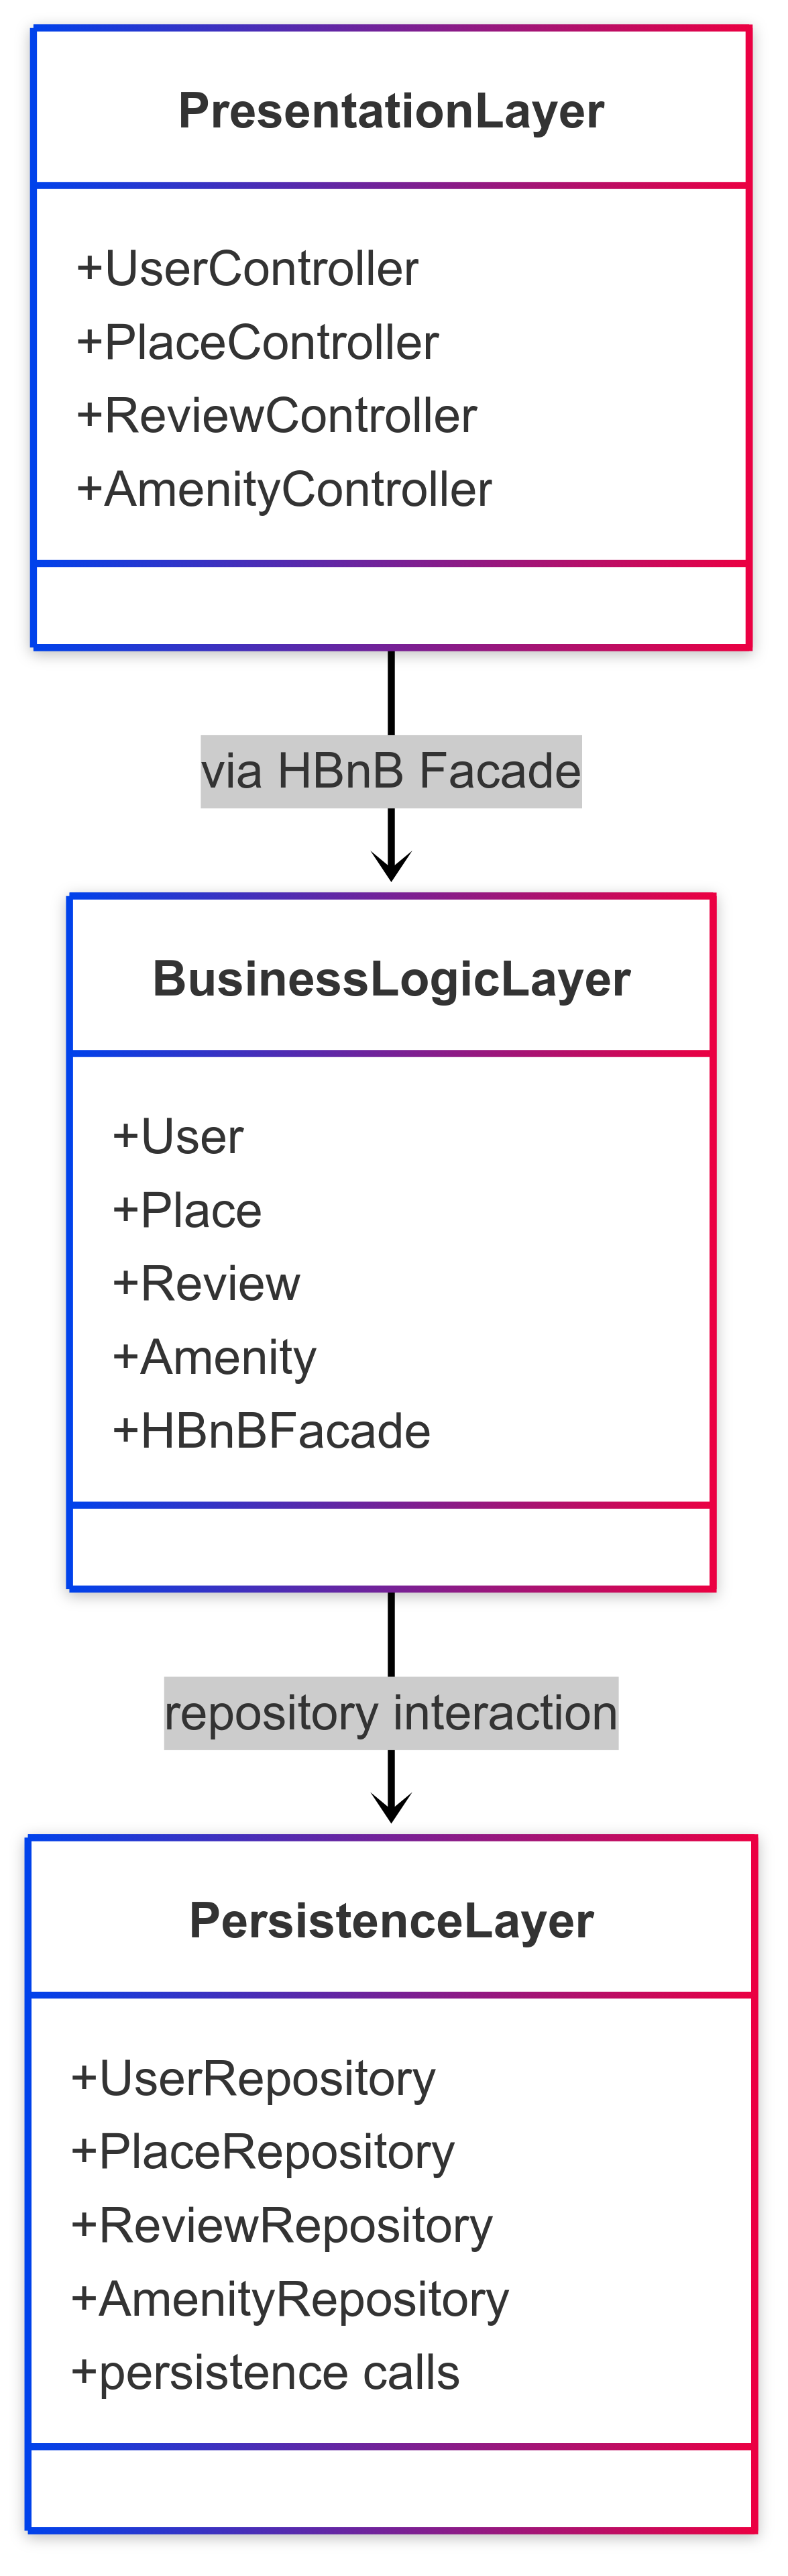 PresentationLayer
+UserController
+PlaceController
+ReviewController
+AmenityController
via HBnB Facade
BusinessLogicLayer
+User
+Place
+Review
+Amenity
+HBnBFacade
repository interaction
PersistenceLayer
+UserRepository
+PlaceRepository
+ReviewRepository
+AmenityRepository
+persistence calls